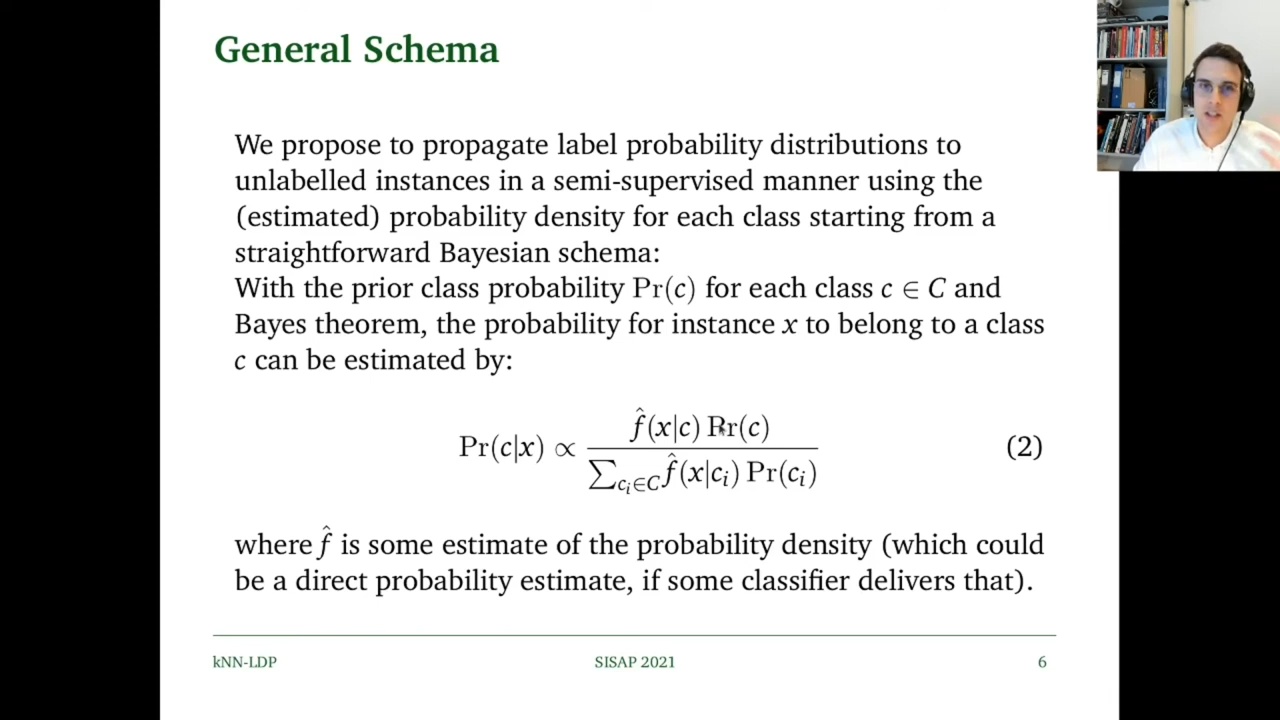 General Schema
We propose to propagate label probability distributions to
unlabelled instances in a semi-supervised manner using the
(estimated) probability density for each class starting from a
straightforward Bayesian schema:
With the prior class probability Pr(c) for each class c ∈ C and
Bayes theorem, the probability for instance x to belong to a class
c can be estimated by:
Pr(c|x) ∝ f̂(x|c) Pr(c) / ∑_{c_i∈C} f̂(x|c_i) Pr(c_i) (2)
where f̂ is some estimate of the probability density (which could
be a direct probability estimate, if some classifier delivers that).
kNN-LDP SISAP 2021 6